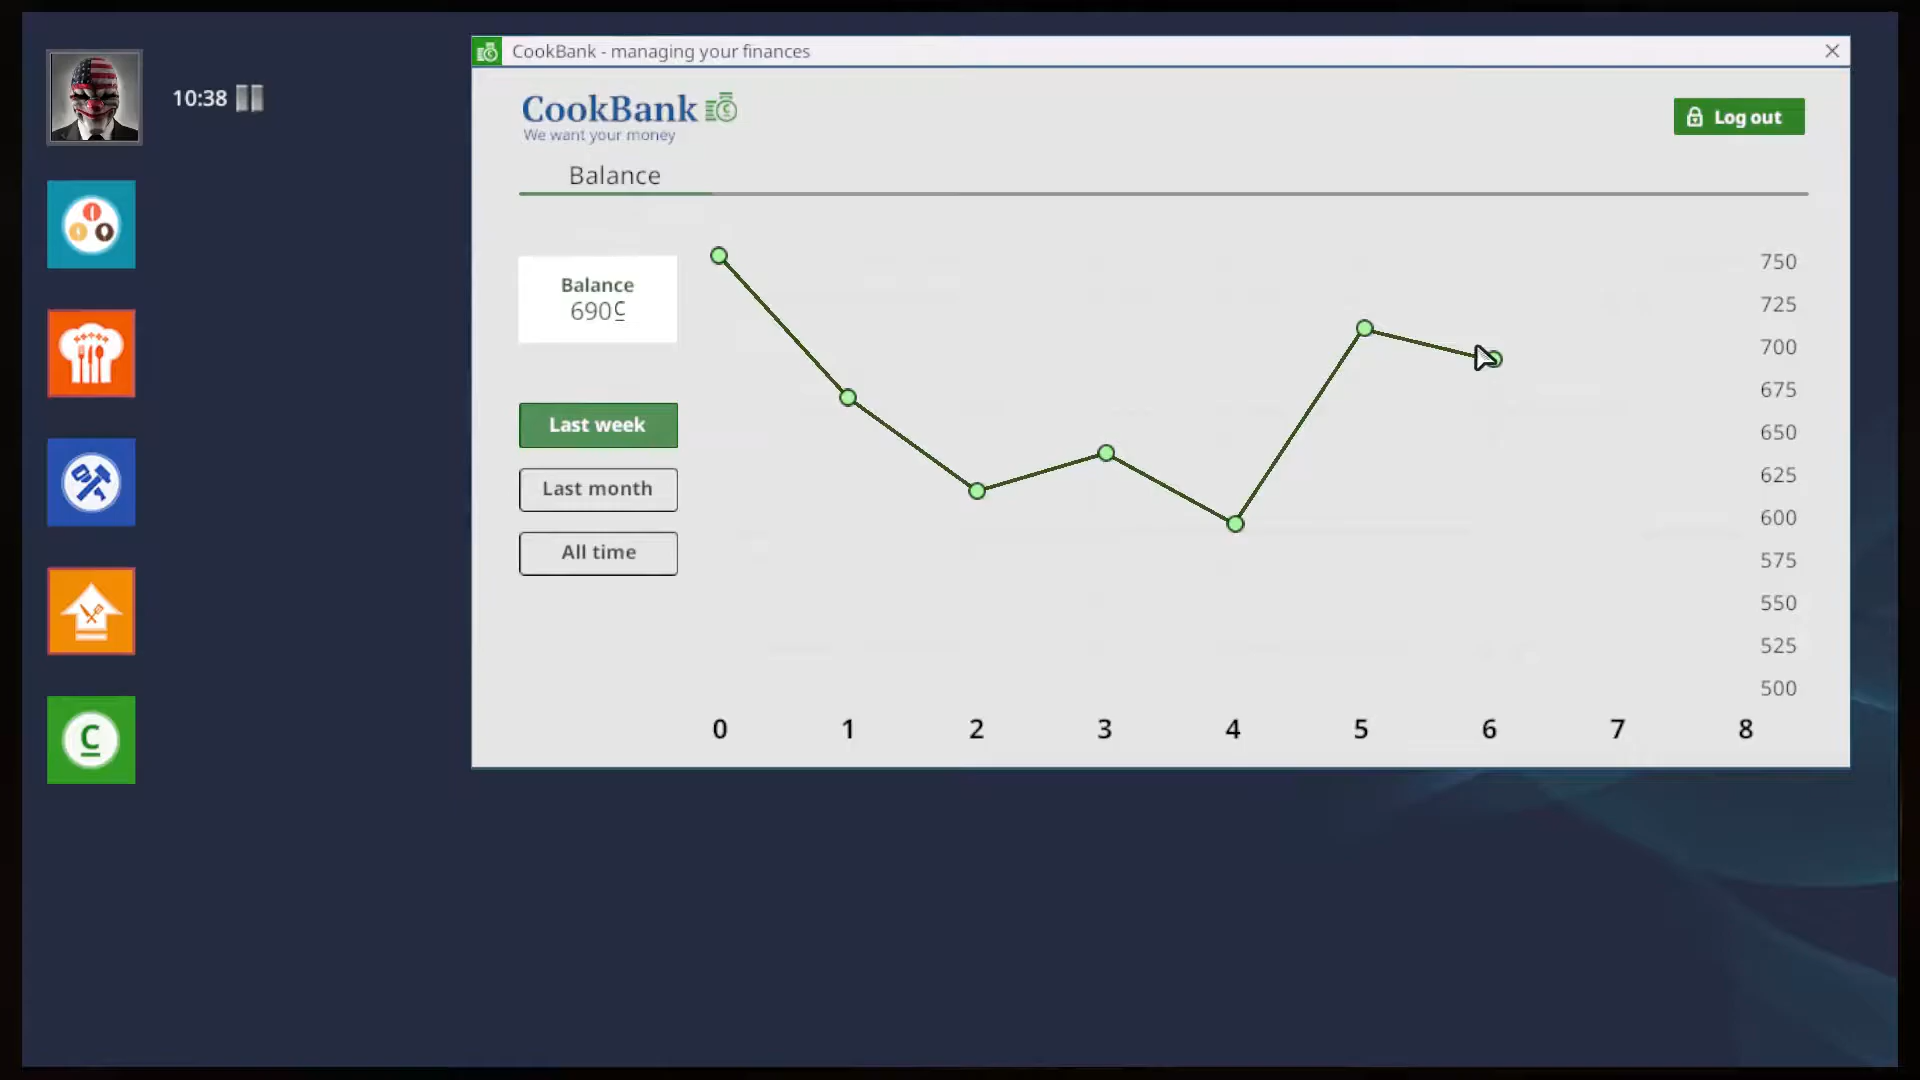 10:38
CookBank - managing your finances
CookBank
We want your money
Log out
Balance
Balance
690C̲
Last week
Last month
All time
750
725
700
675
650
625
600
575
550
525
500
0 1 2 3 4 5 6 7 8
C